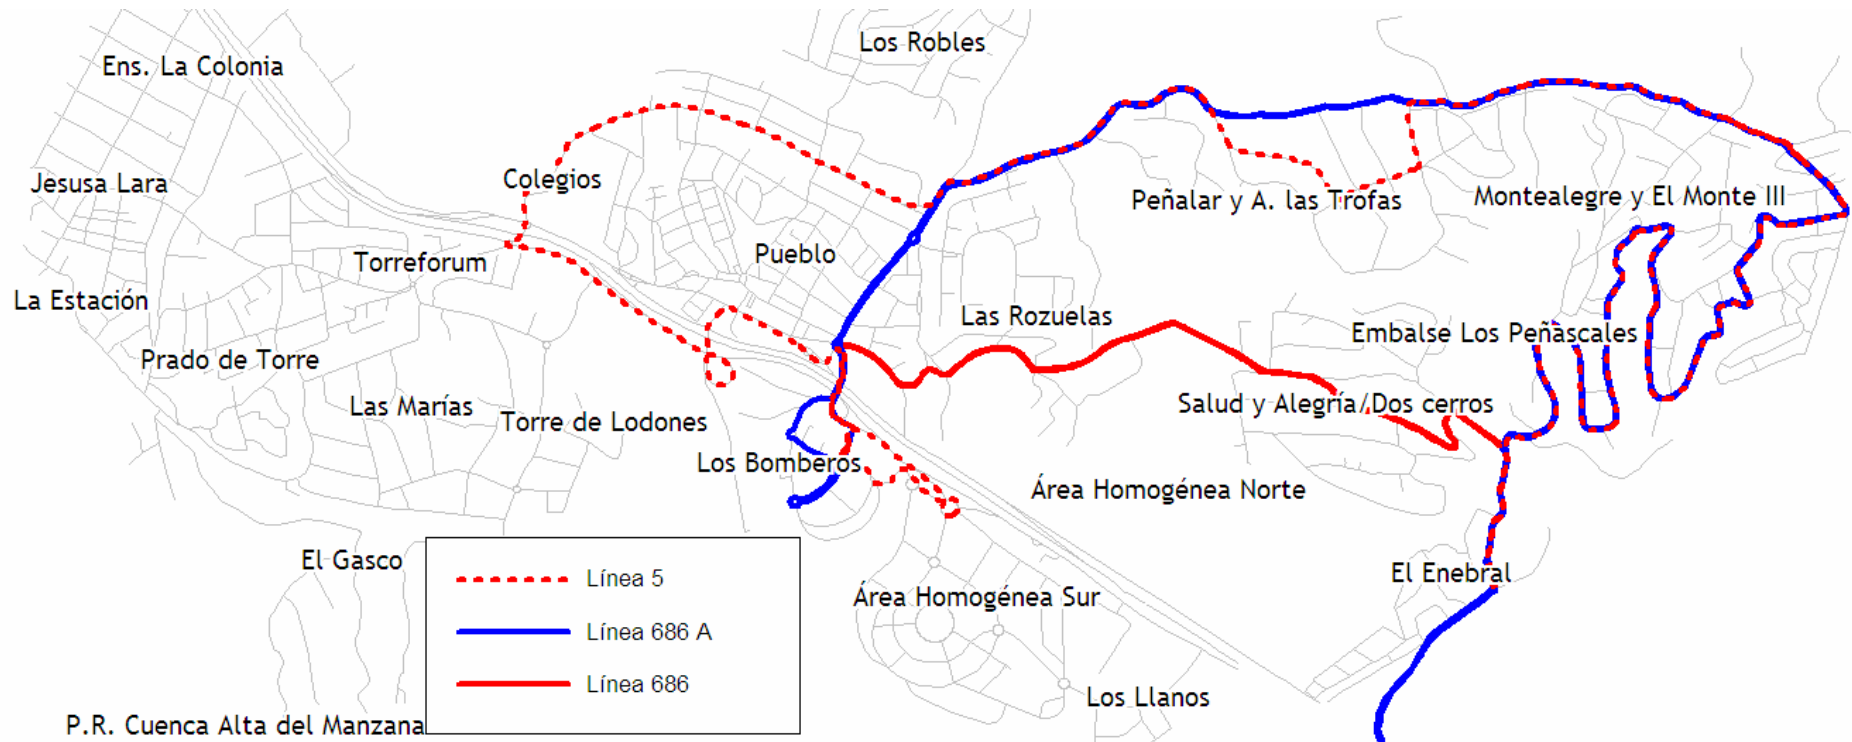 Los Robles
Ens. La Colonia
Colegios
Jesusa Lara
Peñalar y A. las Trofas
Montealegre y El Monte III
Pueblo
Torreforum
La Estación
Las Rozuelas
Embalse Los Peñascales
Prado de Torre
Las Marías
Torre de Lodones
Salud y Alegría/Dos cerros
Los Bomberos
Área Homogénea Norte
El Gasco
El Enebral
Área Homogénea Sur
Los Llanos
P.R. Cuenca Alta del Manzana
Línea 5
Línea 686 A
Línea 686